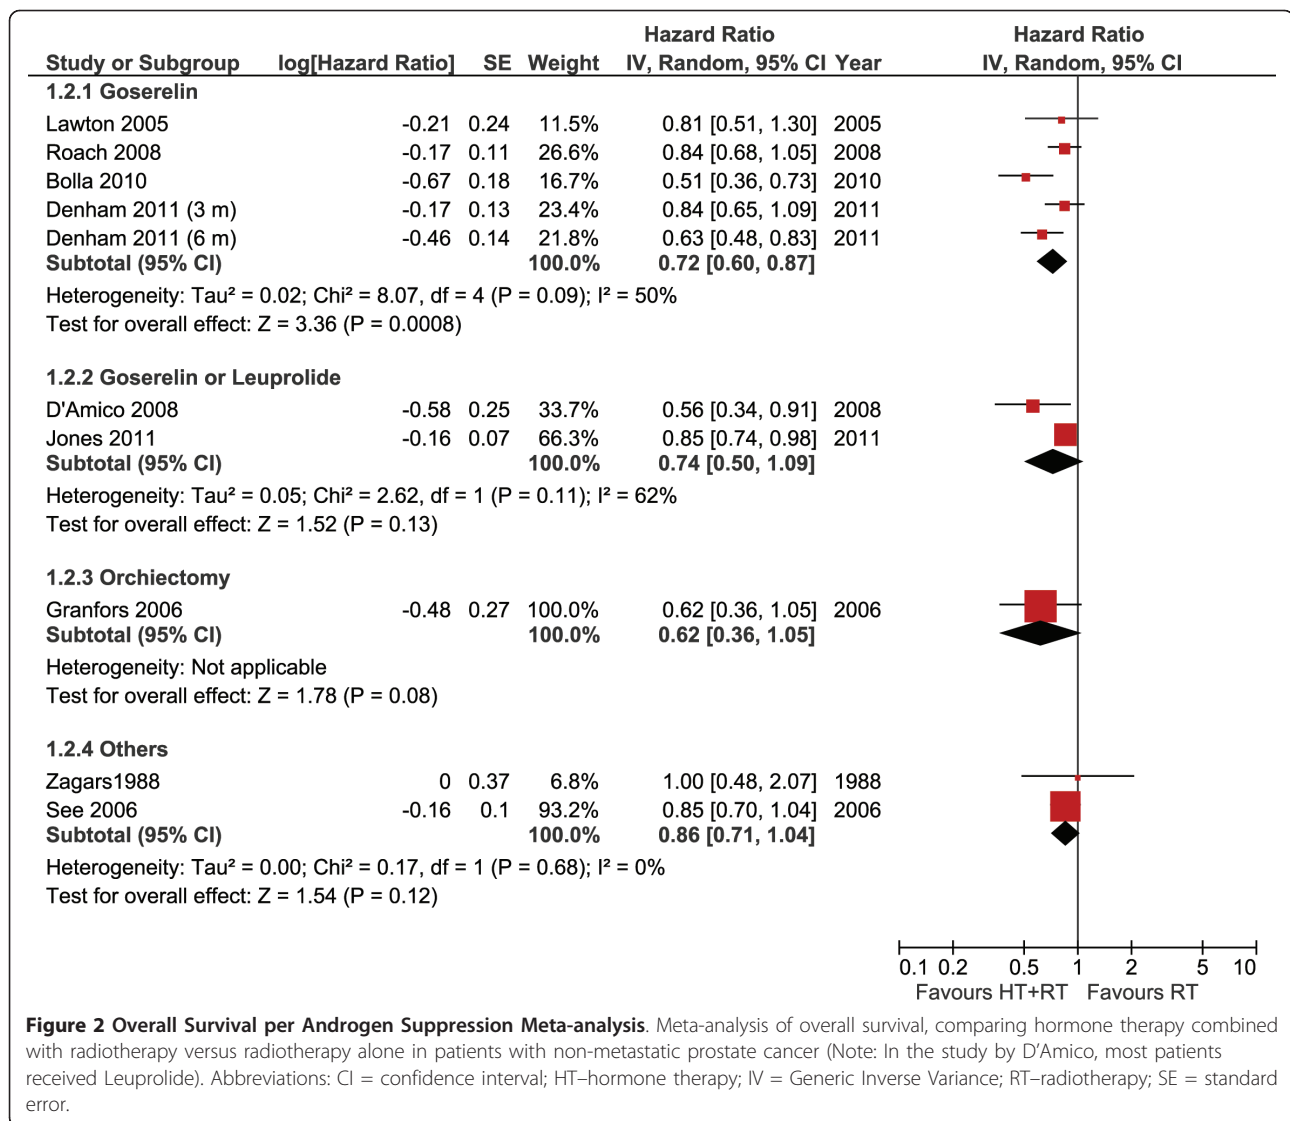 Hazard Ratio Hazard Ratio
Study or Subgroup log[Hazard Ratio] SE Weight IV, Random, 95% CI Year IV, Random, 95% CI
1.2.1 Goserelin
Lawton 2005 -0.21 0.24 11.5% 0.81 [0.51, 1.30] 2005
Roach 2008 -0.17 0.11 26.6% 0.84 [0.68, 1.05] 2008
Bolla 2010 -0.67 0.18 16.7% 0.51 [0.36, 0.73] 2010
Denham 2011 (3 m) -0.17 0.13 23.4% 0.84 [0.65, 1.09] 2011
Denham 2011 (6 m) -0.46 0.14 21.8% 0.63 [0.48, 0.83] 2011
Subtotal (95% CI) 100.0% 0.72 [0.60, 0.87]
Heterogeneity: Tau² = 0.02; Chi² = 8.07, df = 4 (P = 0.09); I² = 50%
Test for overall effect: Z = 3.36 (P = 0.0008)
1.2.2 Goserelin or Leuprolide
D'Amico 2008 -0.58 0.25 33.7% 0.56 [0.34, 0.91] 2008
Jones 2011 -0.16 0.07 66.3% 0.85 [0.74, 0.98] 2011
Subtotal (95% CI) 100.0% 0.74 [0.50, 1.09]
Heterogeneity: Tau² = 0.05; Chi² = 2.62, df = 1 (P = 0.11); I² = 62%
Test for overall effect: Z = 1.52 (P = 0.13)
1.2.3 Orchiectomy
Granfors 2006 -0.48 0.27 100.0% 0.62 [0.36, 1.05] 2006
Subtotal (95% CI) 100.0% 0.62 [0.36, 1.05]
Heterogeneity: Not applicable
Test for overall effect: Z = 1.78 (P = 0.08)
1.2.4 Others
Zagars1988 0 0.37 6.8% 1.00 [0.48, 2.07] 1988
See 2006 -0.16 0.1 93.2% 0.85 [0.70, 1.04] 2006
Subtotal (95% CI) 100.0% 0.86 [0.71, 1.04]
Heterogeneity: Tau² = 0.00; Chi² = 0.17, df = 1 (P = 0.68); I² = 0%
Test for overall effect: Z = 1.54 (P = 0.12)
0.1 0.2 0.5 1 2 5 10
Favours HT+RT Favours RT
Figure 2 Overall Survival per Androgen Suppression Meta-analysis. Meta-analysis of overall survival, comparing hormone therapy combined
with radiotherapy versus radiotherapy alone in patients with non-metastatic prostate cancer (Note: In the study by D’Amico, most patients
received Leuprolide). Abbreviations: CI = confidence interval; HT–hormone therapy; IV = Generic Inverse Variance; RT–radiotherapy; SE = standard
error.